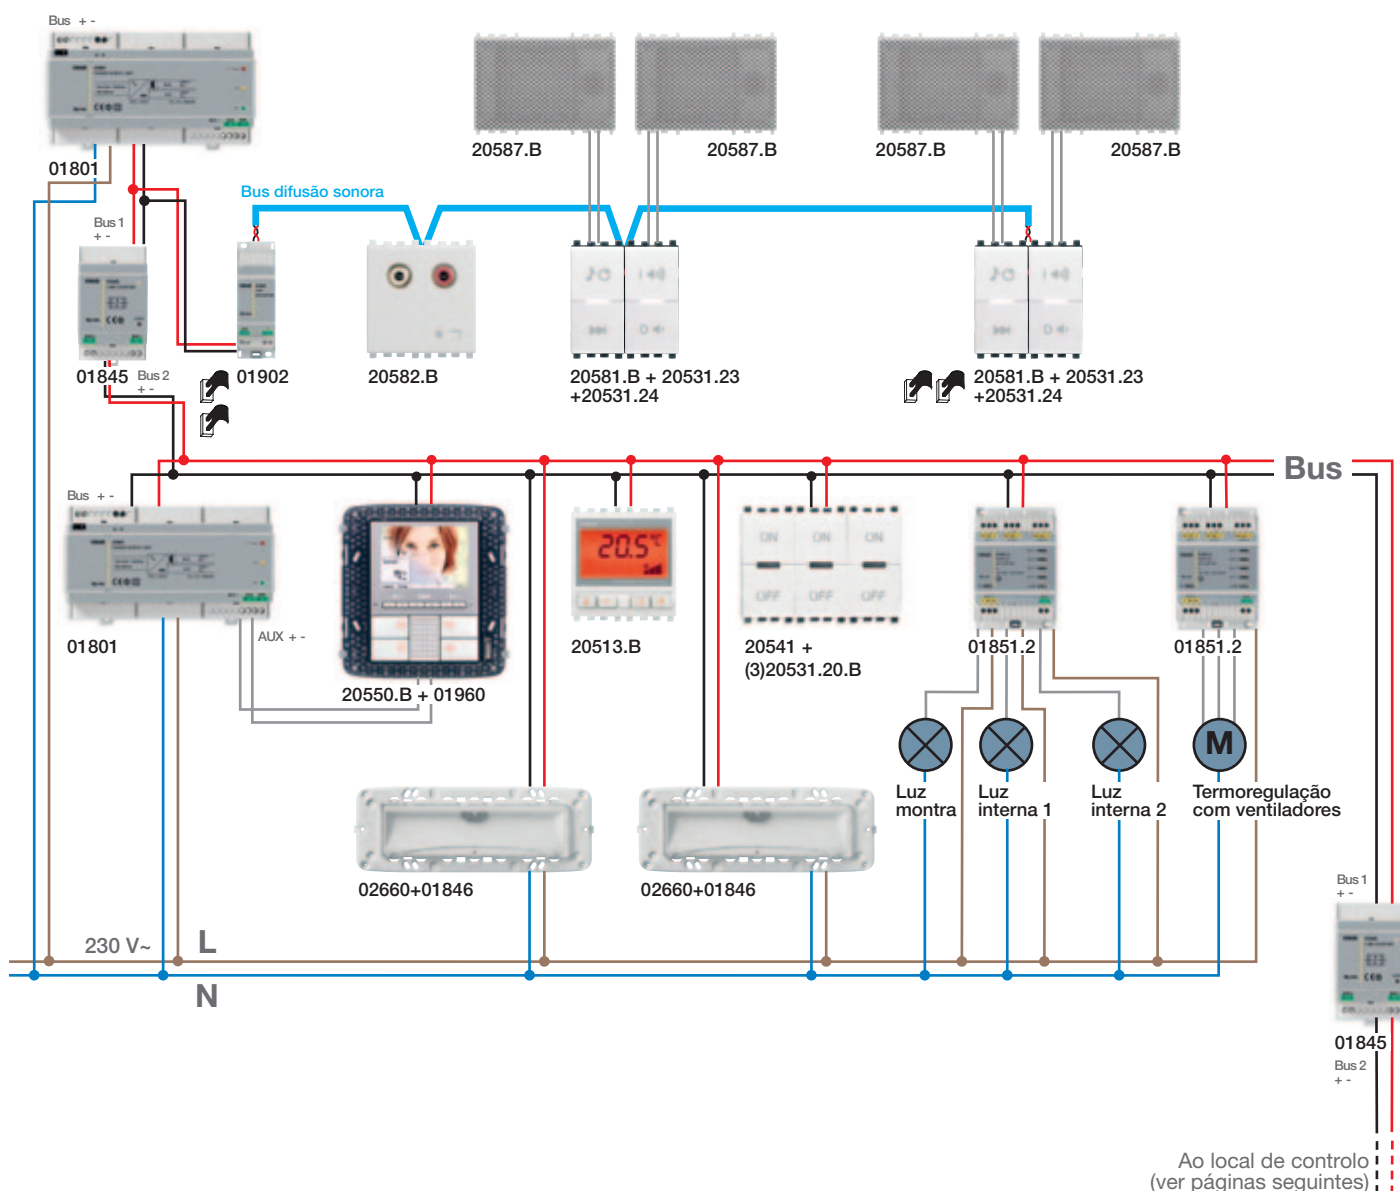 Bus + -
01801
Bus difusão sonora
Bus 1
+ -
01845
Bus 2
+ -
01902
20582.B
20587.B
20587.B
20587.B
20587.B
20581.B + 20531.23
+20531.24
20581.B + 20531.23
+20531.24
Bus
Bus + -
01801
AUX + -
20550.B + 01960
20.5°C
20513.B
ON
ON
ON
OFF
OFF
OFF
20541 +
(3)20531.20.B
01851.2
01851.2
M
Luz
montra
Luz
interna 1
Luz
interna 2
Termoregulação
com ventiladores
02660+01846
02660+01846
230 V~
L
N
Bus 1
+ -
01845
Bus 2
+ -
Ao local de controlo
(ver páginas seguintes)